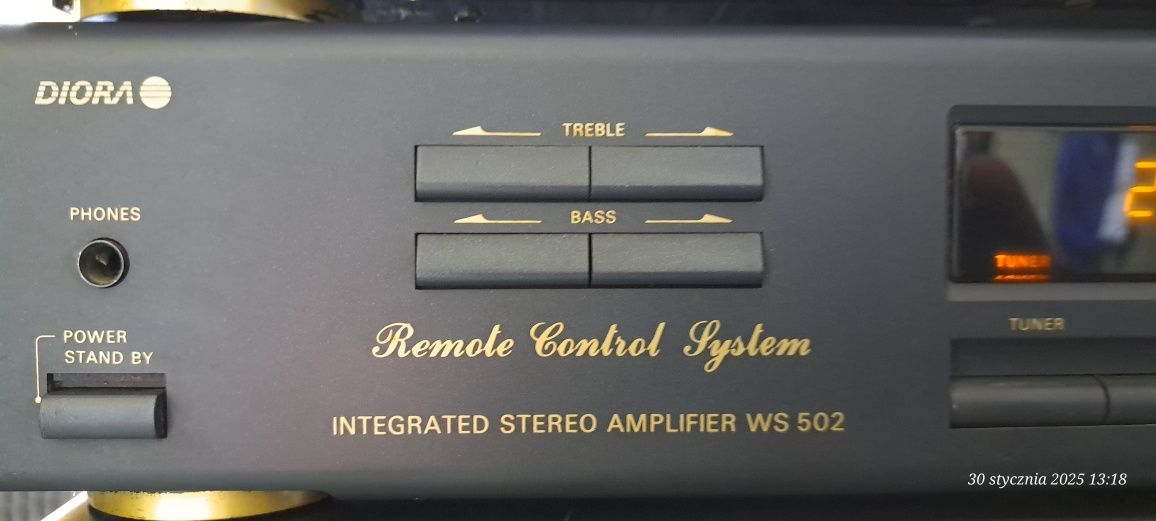 DIORA
TREBLE
PHONES
BASS
2
TUNER
POWER
STAND BY
TUNER
Remote Control System
INTEGRATED STEREO AMPLIFIER WS 502
30 stycznia 2025 13:18